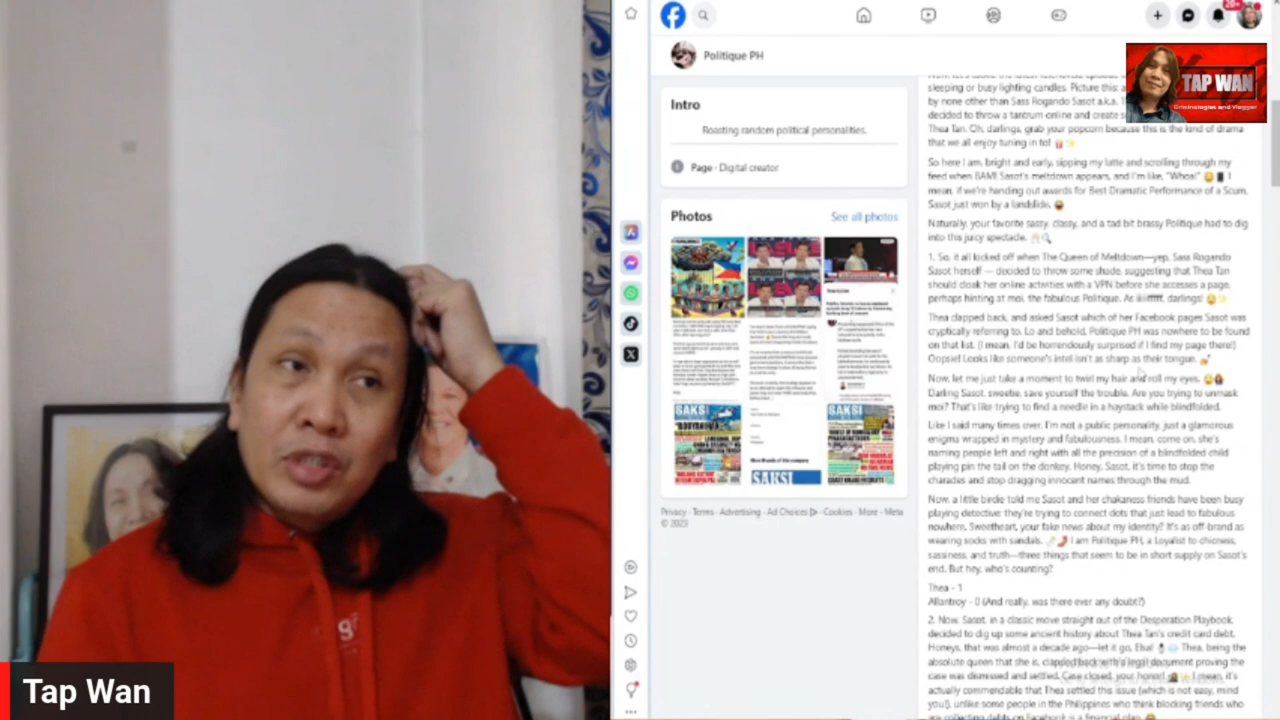 Politique PH
20+
TAP WAN
Criminologist and Vlogger
Intro
Roasting random political personalities.
Page · Digital creator
Photos
See all photos
SAKSI
SAKSI
SAKSI
Privacy · Terms · Advertising · Ad Choices · Cookies · More · Meta
© 2023
sleeping or busy lighting candles. Picture this:
by none other than Sass Rogando Sasot a.k.a.
decided to throw a tantrum online and create
Thea Tan. Oh, darlings, grab your popcorn because this is the kind of drama
that we all enjoy tuning in to! 🍿✨
So here I am, bright and early, sipping my latte and scrolling through my
feed when BAM! Sasot's meltdown appears, and I'm like, "Whoa!" I
mean, if we're handing out awards for Best Dramatic Performance of a Scum,
Sasot just won by a landslide.
Naturally, your favorite sassy, classy, and a tad bit brassy Politique had to dig
into this juicy spectacle.
1. So, it all kicked off when The Queen of Meltdown—yep, Sass Rogando
Sasot herself — decided to throw some shade, suggesting that Thea Tan
should cloak her online activities with a VPN before she accesses a page,
perhaps hinting at moi, the fabulous Politique. As darlings!
Thea clapped back, and asked Sasot which of her Facebook pages Sasot was
cryptically referring to. Lo and behold, Politique PH was nowhere to be found
on that list. (I mean, I'd be horrendously surprised if I find my page there!)
Oopsie! Looks like someone's intel isn't as sharp as their tongue.
Now, let me just take a moment to twirl my hair and roll my eyes.
Darling Sasot, sweetie, save yourself the trouble. Are you trying to unmask
moi? That's like trying to find a needle in a haystack while blindfolded.
Like I said many times over, I'm not a public personality, just a glamorous
enigma wrapped in mystery and fabulousness. I mean, come on, she's
naming people left and right with all the precision of a blindfolded child
playing pin the tail on the donkey. Honey, Sasot, it's time to stop the
charades and stop dragging innocent names through the mud.
Now, a little birdie told me Sasot and her chakaness friends have been busy
playing detective; they're trying to connect dots that just lead to fabulous
nowhere. Sweetheart, your fake news about my identity? It's as off-brand as
wearing socks with sandals. I am Politique PH, a Loyalist to chicness,
sassiness, and truth—three things that seem to be in short supply on Sasot's
end. But hey, who's counting?
Thea - 1
Allantroy - 0 (And really, was there ever any doubt?)
2. Now, Sasot, in a classic move straight out of the Desperation Playbook,
decided to dig up some ancient history about Thea Tan's credit card debt.
Honeys, that was almost a decade ago—let it go, Elsa! Thea, being the
absolute queen that she is, clapped back with a legal document proving the
case was dismissed and settled. Case closed, your honor! I mean, it's
actually commendable that Thea settled this issue (which is not easy, mind
you!), unlike some people in the Philippines who think blocking friends who
are collecting debts on Facebook is a financial plan.
Tap Wan